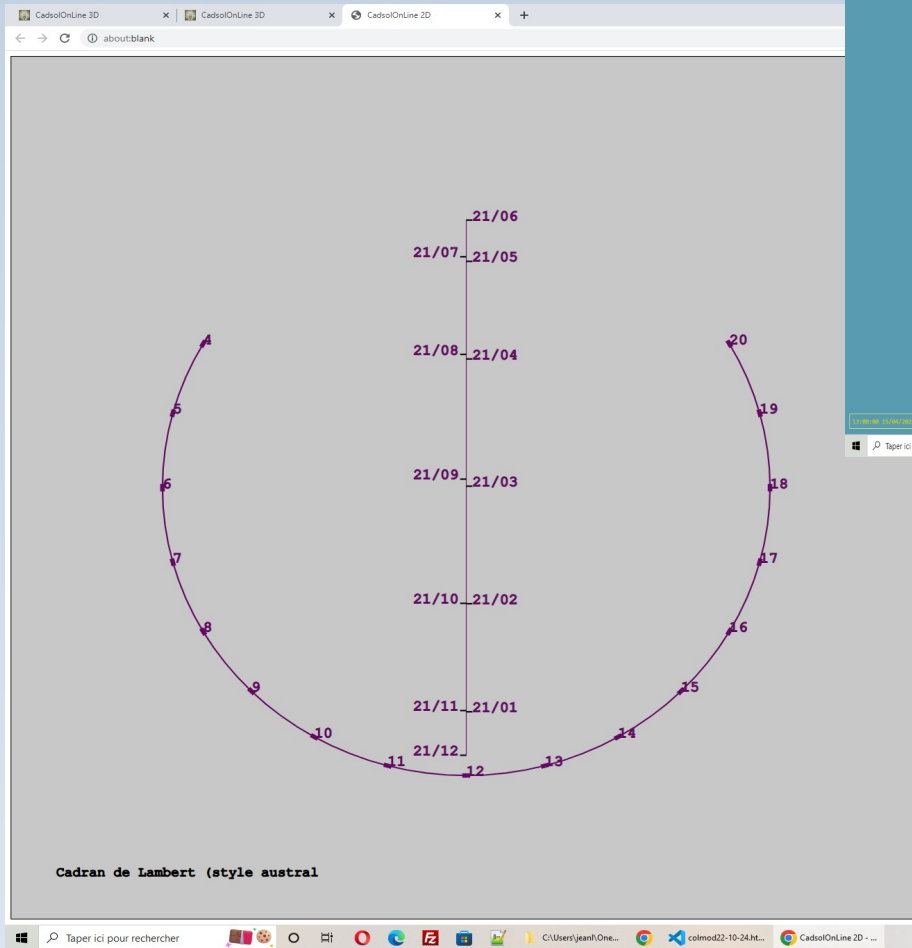 CadsolOnLine 3D
CadsolOnLine 3D
CadsolOnLine 2D
about:blank
21/06
21/07 21/05
4 21/08 21/04 20
5 19
21/09 21/03
6 18
7 17
21/10 21/02
8 16
9 15
21/11 21/01
10 14
21/12
11 13
12
Cadran de Lambert (style austral
Taper ici
Taper ici pour rechercher
C:\Users\jeanl\One...
colmod22-10-24.ht...
CadsolOnLine 2D - ...